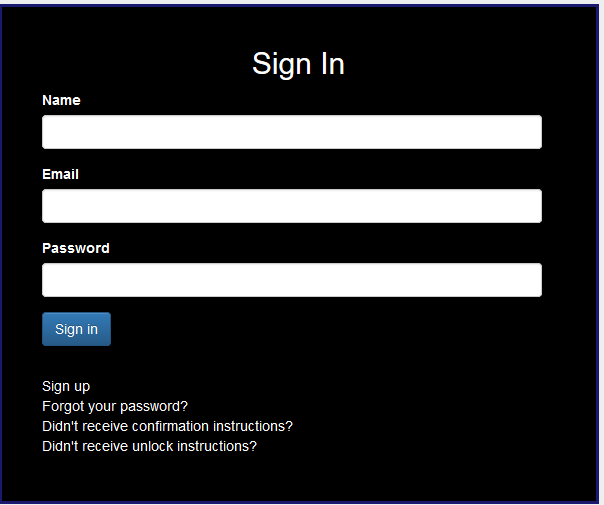 Sign In
Name
Email
Password
Sign in
Sign up
Forgot your password?
Didn't receive confirmation instructions?
Didn't receive unlock instructions?